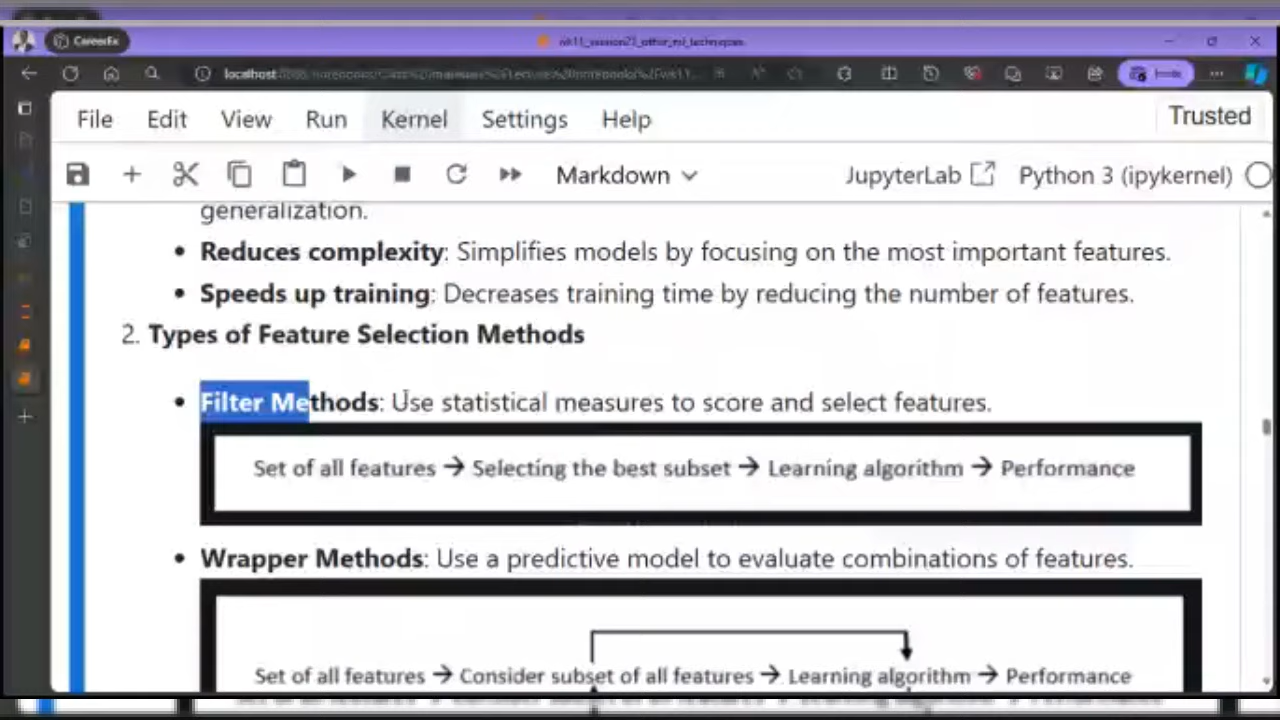 CareerEx
wk11_session21_other_ml_techniques
File Edit View Run Kernel Settings Help Trusted
Markdown JupyterLab Python 3 (ipykernel)
generalization.
• Reduces complexity: Simplifies models by focusing on the most important features.
• Speeds up training: Decreases training time by reducing the number of features.
2. Types of Feature Selection Methods
• Filter Methods: Use statistical measures to score and select features.
Set of all features → Selecting the best subset → Learning algorithm → Performance
• Wrapper Methods: Use a predictive model to evaluate combinations of features.
Set of all features → Consider subset of all features → Learning algorithm → Performance